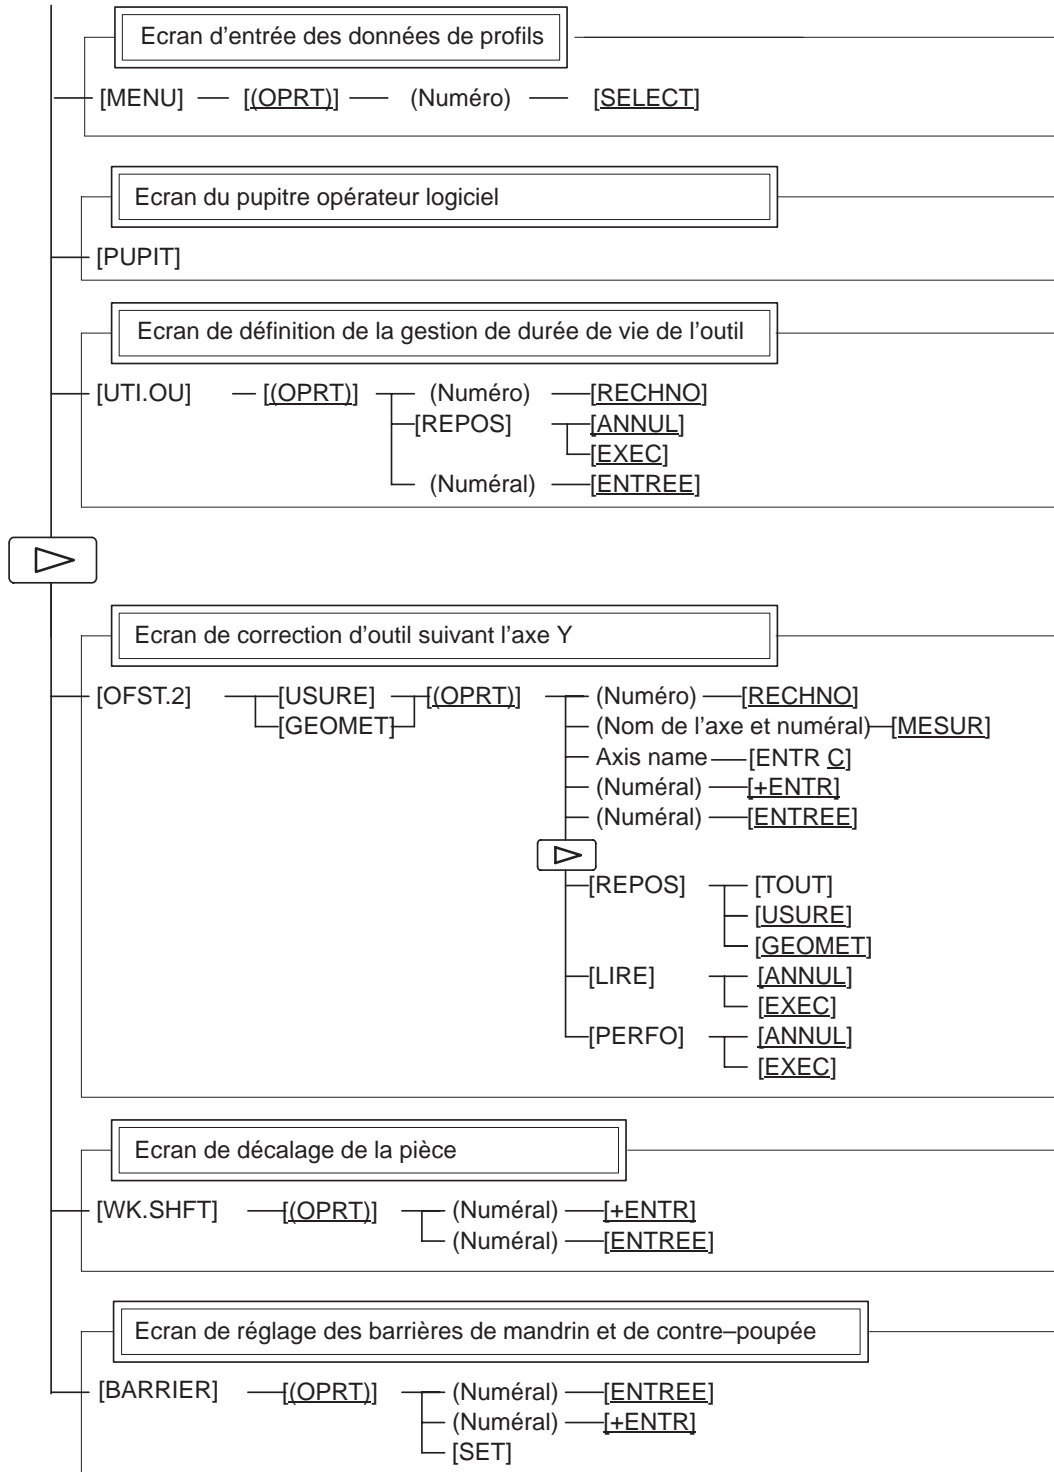 Ecran d'entrée des données de profils
[MENU] [(OPRT)] (Numéro) [SELECT]
Ecran du pupitre opérateur logiciel
[PUPIT]
Ecran de définition de la gestion de durée de vie de l'outil
[UTI.OU] [(OPRT)] (Numéro) [RECHNO]
[REPOS] [ANNUL]
[EXEC]
(Numéral) [ENTREE]
Ecran de correction d'outil suivant l'axe Y
[OFST.2] [USURE] [(OPRT)] (Numéro) [RECHNO]
[GEOMET] (Nom de l'axe et numéral) [MESUR]
Axis name [ENTR C]
(Numéral) [+ENTR]
(Numéral) [ENTREE]
[REPOS] [TOUT]
[USURE]
[GEOMET]
[LIRE] [ANNUL]
[EXEC]
[PERFO] [ANNUL]
[EXEC]
Ecran de décalage de la pièce
[WK.SHFT] [(OPRT)] (Numéral) [+ENTR]
(Numéral) [ENTREE]
Ecran de réglage des barrières de mandrin et de contre–poupée
[BARRIER] [(OPRT)] (Numéral) [ENTREE]
(Numéral) [+ENTR]
[SET]